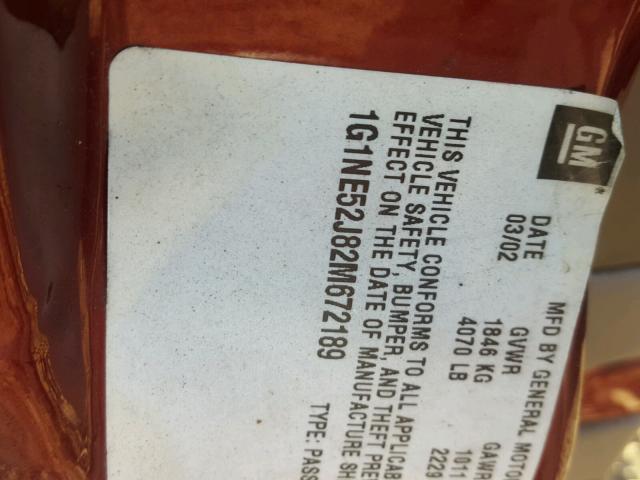 GM
MFD BY GENERAL MOTO
DATE GVWR GAWR
03/02 1846 KG 1011
4070 LB 2229
THIS VEHICLE CONFORMS TO ALL APPLICAB
VEHICLE SAFETY, BUMPER, AND THEFT PRE
EFFECT ON THE DATE OF MANUFACTURE SH
1G1NE52J82M672189 TYPE: PASS